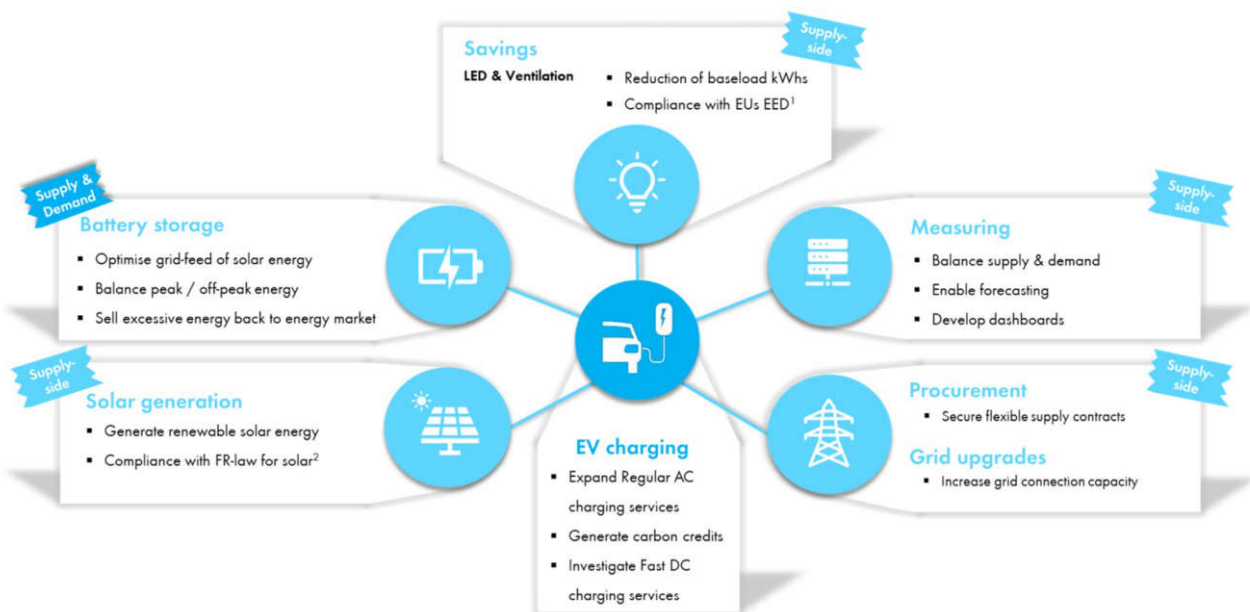 Supply-
side
Savings
LED & Ventilation
Reduction of baseload kWhs
Compliance with EUs EED¹
Supply &
Demand
Battery storage
Optimise grid-feed of solar energy
Balance peak / off-peak energy
Sell excessive energy back to energy market
Supply-
side
Measuring
Balance supply & demand
Enable forecasting
Develop dashboards
Supply-
side
Solar generation
Generate renewable solar energy
Compliance with FR-law for solar²
EV charging
Expand Regular AC
charging services
Generate carbon credits
Investigate Fast DC
charging services
Supply-
side
Procurement
Secure flexible supply contracts
Grid upgrades
Increase grid connection capacity